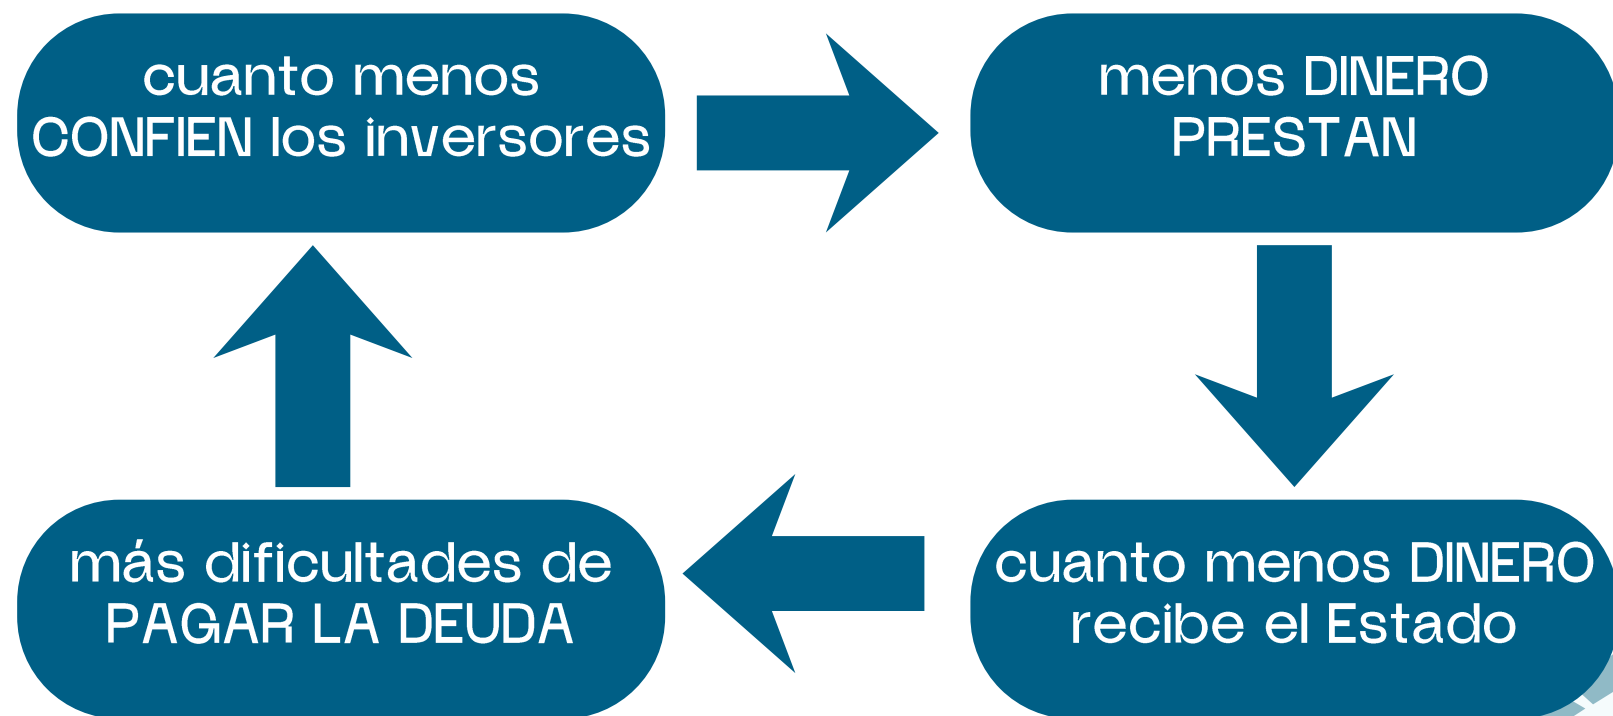 cuanto menos
CONFIEN los inversores
menos DINERO
PRESTAN
cuanto menos DINERO
recibe el Estado
más dificultades de
PAGAR LA DEUDA